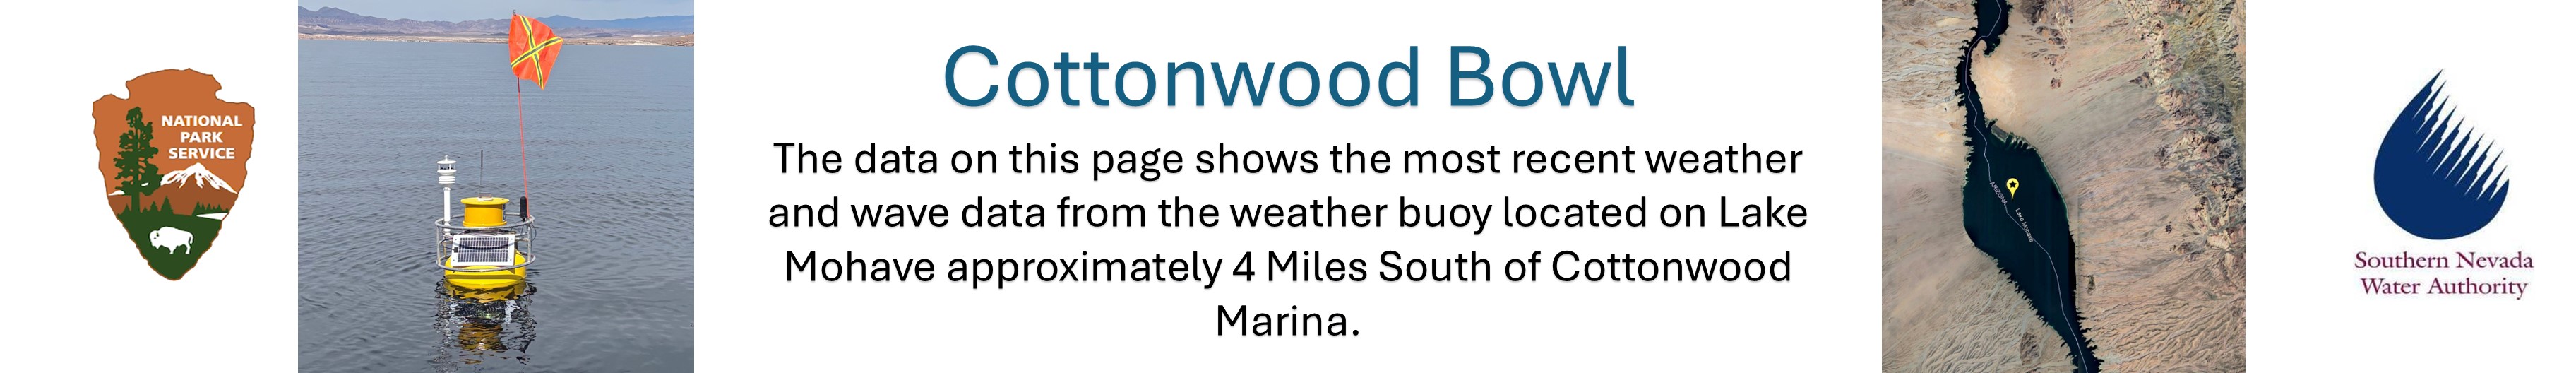 NATIONAL
PARK
SERVICE
Cottonwood Bowl
The data on this page shows the most recent weather
and wave data from the weather buoy located on Lake
Mohave approximately 4 Miles South of Cottonwood
Marina.
ARIZONA
Lake Mohave
Southern Nevada
Water Authority